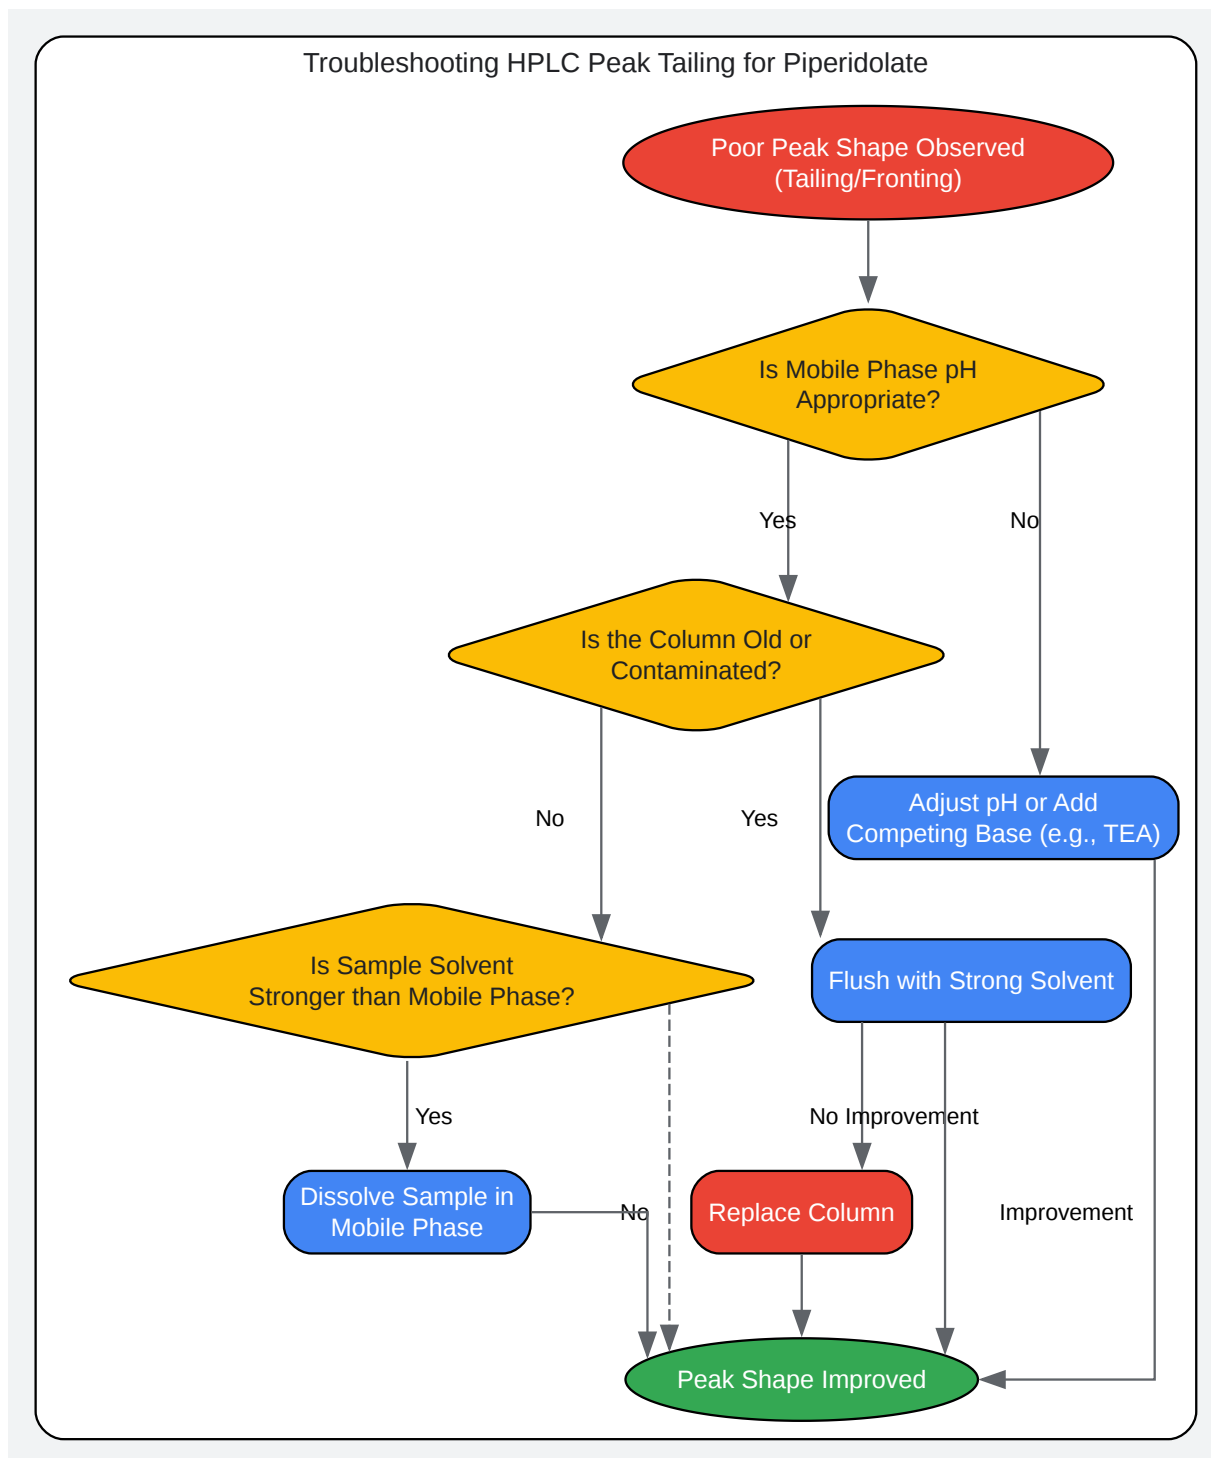 Troubleshooting HPLC Peak Tailing for Piperidolate
Poor Peak Shape Observed
(Tailing/Fronting)
Is Mobile Phase pH
Appropriate?
Yes
No
Is the Column Old or
Contaminated?
No
Yes
Adjust pH or Add
Competing Base (e.g., TEA)
Is Sample Solvent
Stronger than Mobile Phase?
Flush with Strong Solvent
Yes
No Improvement
Dissolve Sample in
Mobile Phase
No
Replace Column
Improvement
Peak Shape Improved